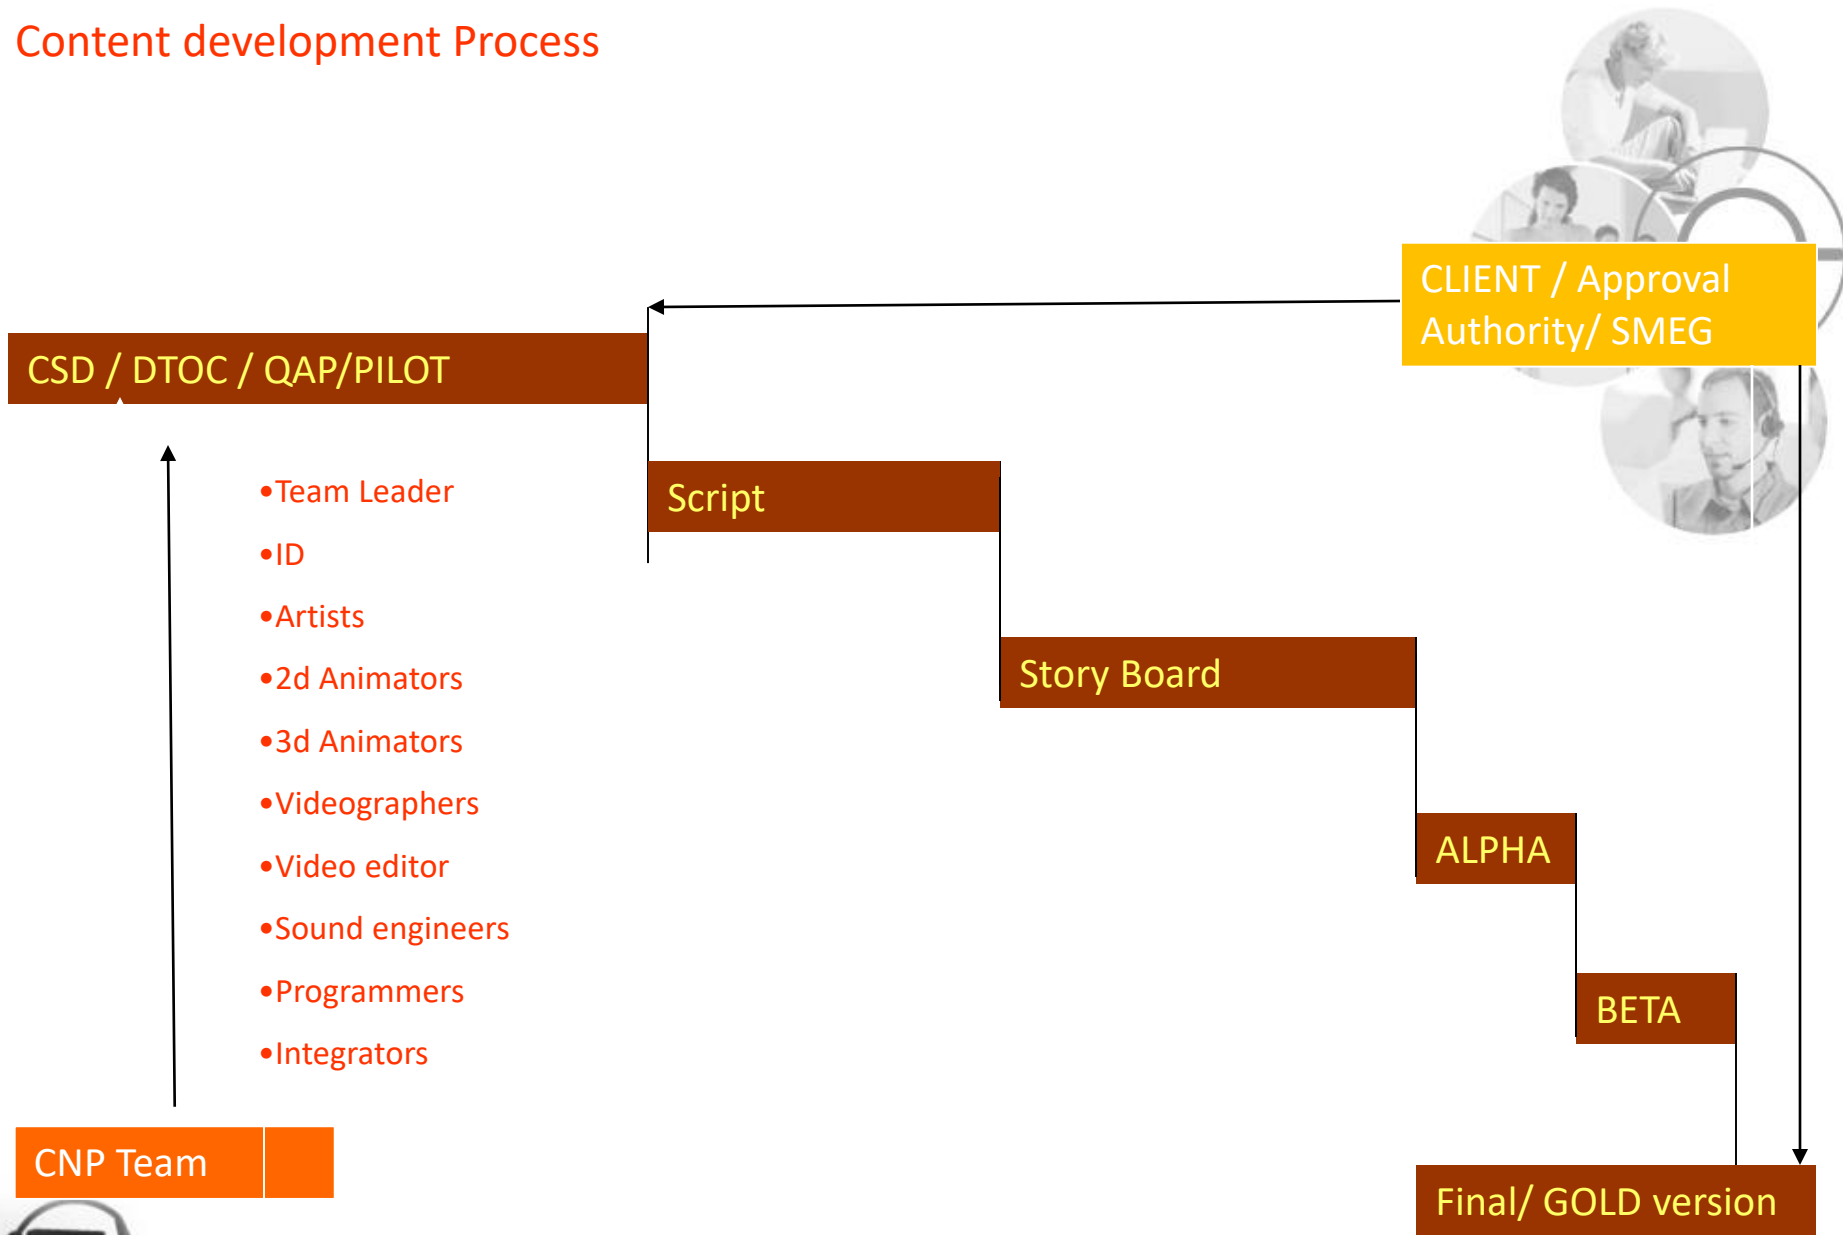 Content development Process
CLIENT / Approval
Authority/ SMEG
CSD / DTOC / QAP/PILOT
•Team Leader
•ID
•Artists
•2d Animators
•3d Animators
•Videographers
•Video editor
•Sound engineers
•Programmers
•Integrators
Script
Story Board
ALPHA
BETA
CNP Team
Final/ GOLD version